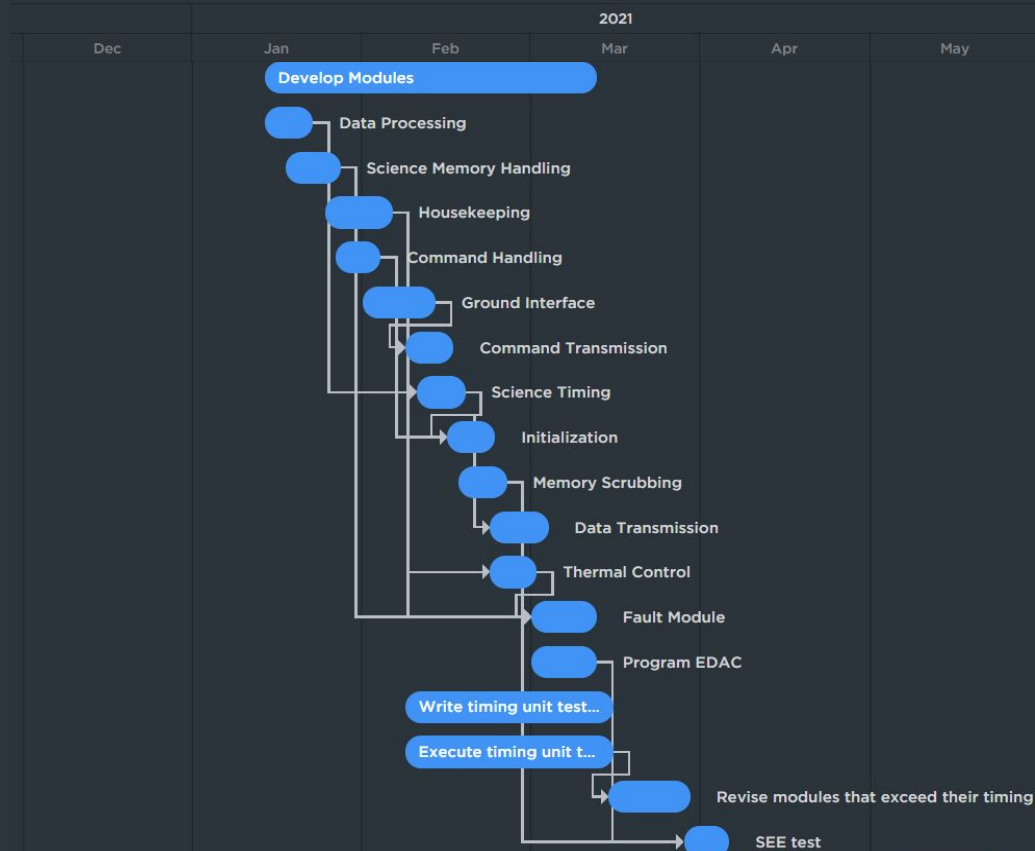 2021
Dec Jan Feb Mar Apr May
Develop Modules
Data Processing
Science Memory Handling
Housekeeping
Command Handling
Ground Interface
Command Transmission
Science Timing
Initialization
Memory Scrubbing
Data Transmission
Thermal Control
Fault Module
Program EDAC
Write timing unit test...
Execute timing unit t...
Revise modules that exceed their timing
SEE test